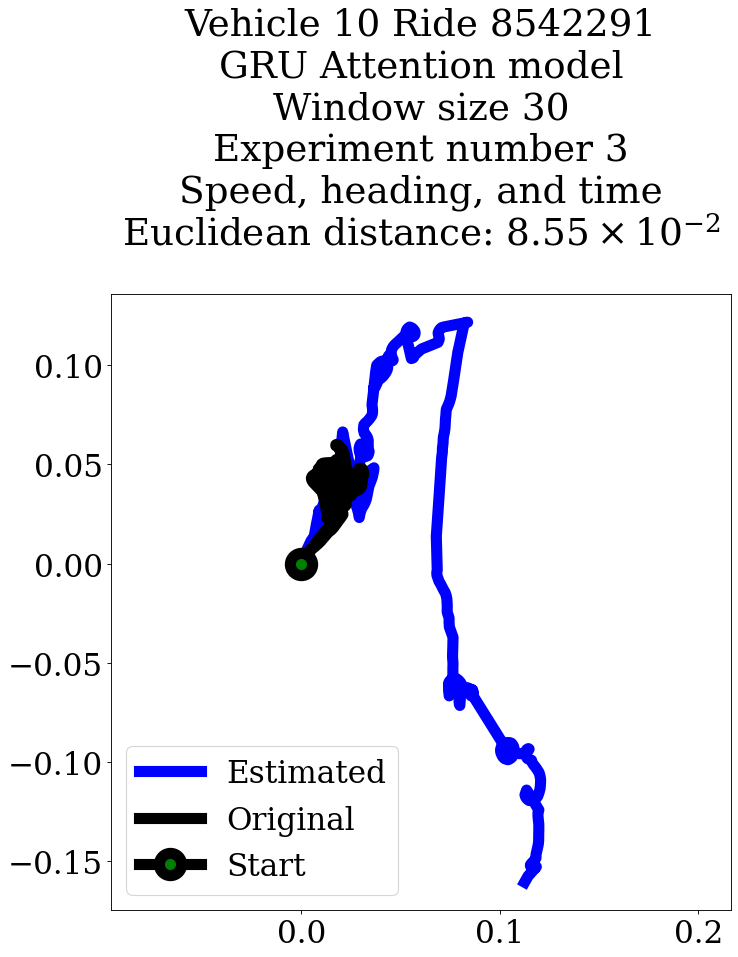 Vehicle 10 Ride 8542291
GRU Attention model
Window size 30
Experiment number 3
Speed, heading, and time
Euclidean distance: 8.55 × 10⁻²
0.10
0.05
0.00
−0.05
−0.10
−0.15
Estimated
Original
Start
0.0
0.1
0.2